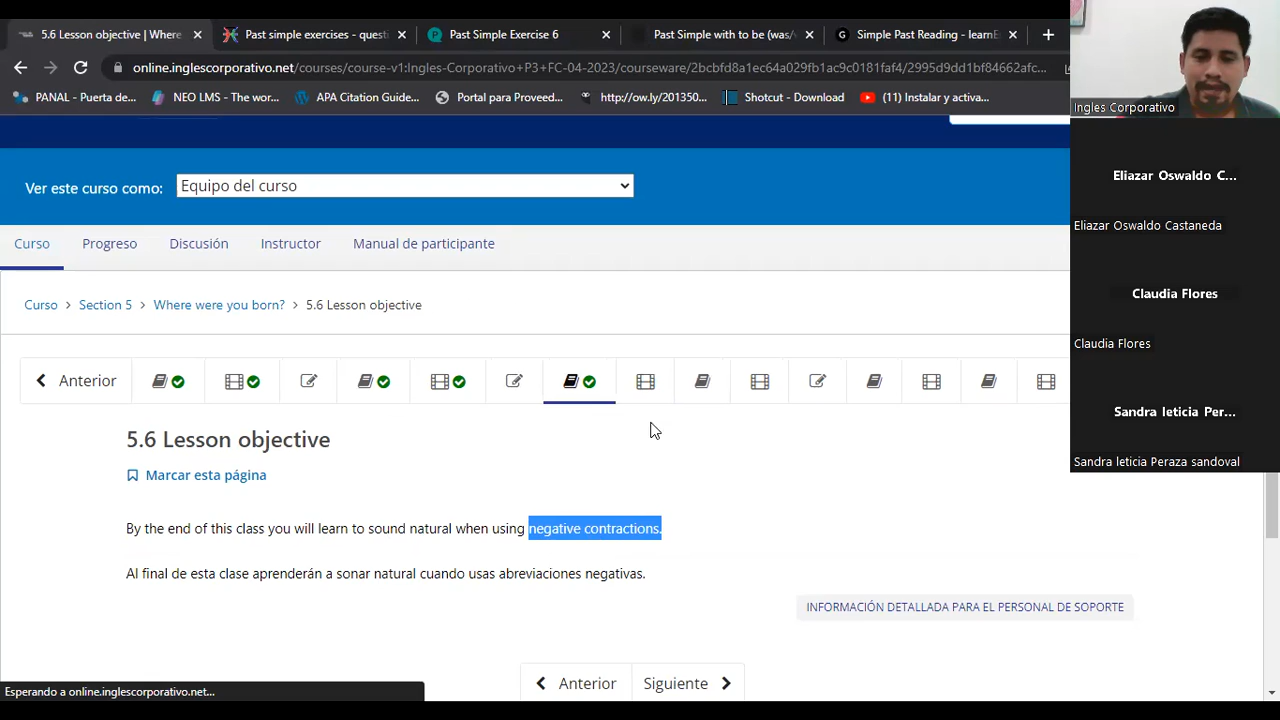 5.6 Lesson objective | Where
Past simple exercises - quest
Past Simple Exercise 6
Past Simple with to be (was/v
Simple Past Reading - learnE
online.inglescorporativo.net/courses/course-v1:Ingles-Corporativo+P3+FC-04-2023/courseware/2bcbfd8a1ec64a029fb1ac9c0181faf4/2995d9dd1bf84662afc...
PANAL - Puerta de...
NEO LMS - The wor...
APA Citation Guide...
Portal para Proveed...
http://ow.ly/201350...
Shotcut - Download
(11) Instalar y activa...
Ver este curso como:
Equipo del curso
Curso
Progreso
Discusión
Instructor
Manual de participante
Curso > Section 5 > Where were you born? > 5.6 Lesson objective
Anterior
5.6 Lesson objective
Marcar esta página
By the end of this class you will learn to sound natural when using negative contractions.
Al final de esta clase aprenderán a sonar natural cuando usas abreviaciones negativas.
INFORMACIÓN DETALLADA PARA EL PERSONAL DE SOPORTE
Anterior
Siguiente
Esperando a online.inglescorporativo.net...
Ingles Corporativo
Eliazar Oswaldo C...
Eliazar Oswaldo Castaneda
Claudia Flores
Claudia Flores
Sandra leticia Per...
Sandra leticia Peraza sandoval